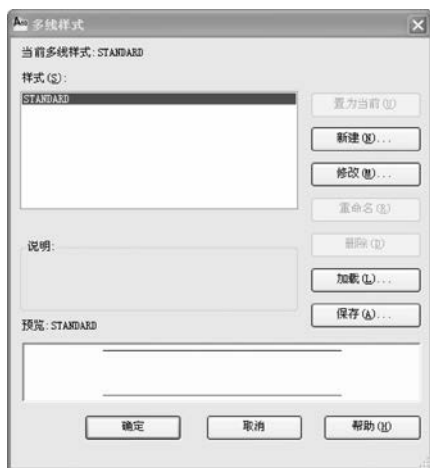 多线样式
当前多线样式:STANDARD
样式(S):
STANDARD
置为当前(U)
新建(N)...
修改(M)...
重命名(R)
说明:
删除(D)
加载(L)...
保存(A)...
预览:STANDARD
确定
取消
帮助(H)